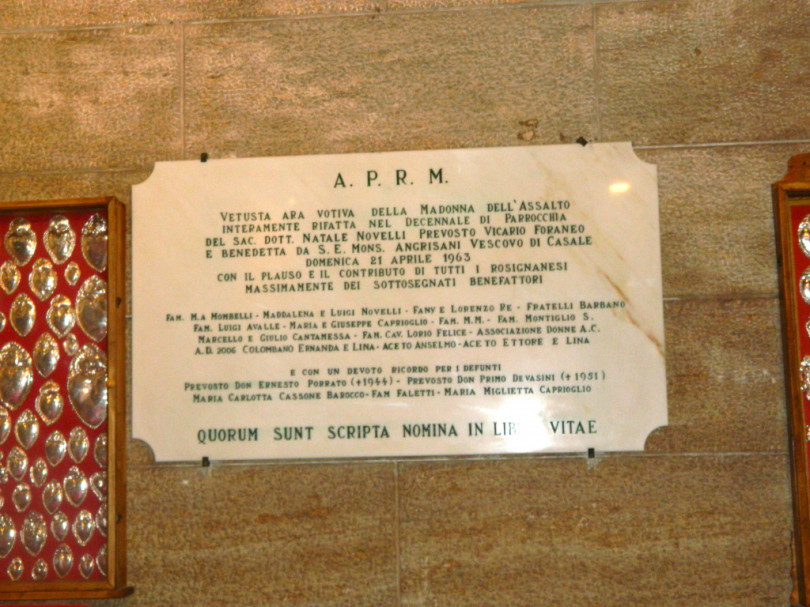 A. P. R. M.
VETUSTA ARA VOTIVA DELLA MADONNA DELL'ASSALTO
INTERAMENTE RIFATTA NEL DECENNALE DI PARROCCHIA
DEL SAC. DOTT. NATALE NOVELLI PREVOSTO VICARIO FORANEO
E BENEDETTA DA S.E. MONS. ANGRISANI VESCOVO DI CASALE
DOMENICA 21 APRILE 1963
CON IL PLAUSO E IL CONTRIBUTO DI TUTTI I ROSIGNANESI
MASSIMAMENTE DEI SOTTOSEGNATI BENEFATTORI
FAM. M.A MOMBELLI - MADDALENA E LUIGI NOVELLI - FANY E LORENZO RE - FRATELLI BARBANO
FAM. LUIGI AVALLE - MARIA E GIUSEPPE CAPRIOGLIO - FAM. M.M. - FAM. MONTIGLIO S.
MARCELLO E GIULIO CANTAMESSA - FAM. CAV. LORIO FELICE - ASSOCIAZIONE DONNE A.C.
A.D. 2006 COLOMBANO ERNANDA E LINA - ACETO ANSELMO - ACETO ETTORE E LINA
E CON UN DEVOTO RICORDO PER I DEFUNTI
PREVOSTO DON ERNESTO PORRATO (+1944) - PREVOSTO DON PRIMO DEVASINI (+1951)
MARIA CARLOTTA CASSONE BAROCCO - FAM FALETTI - MARIA MIGLIETTA CAPRIOGLIO
QUORUM SUNT SCRIPTA NOMINA IN VITAE